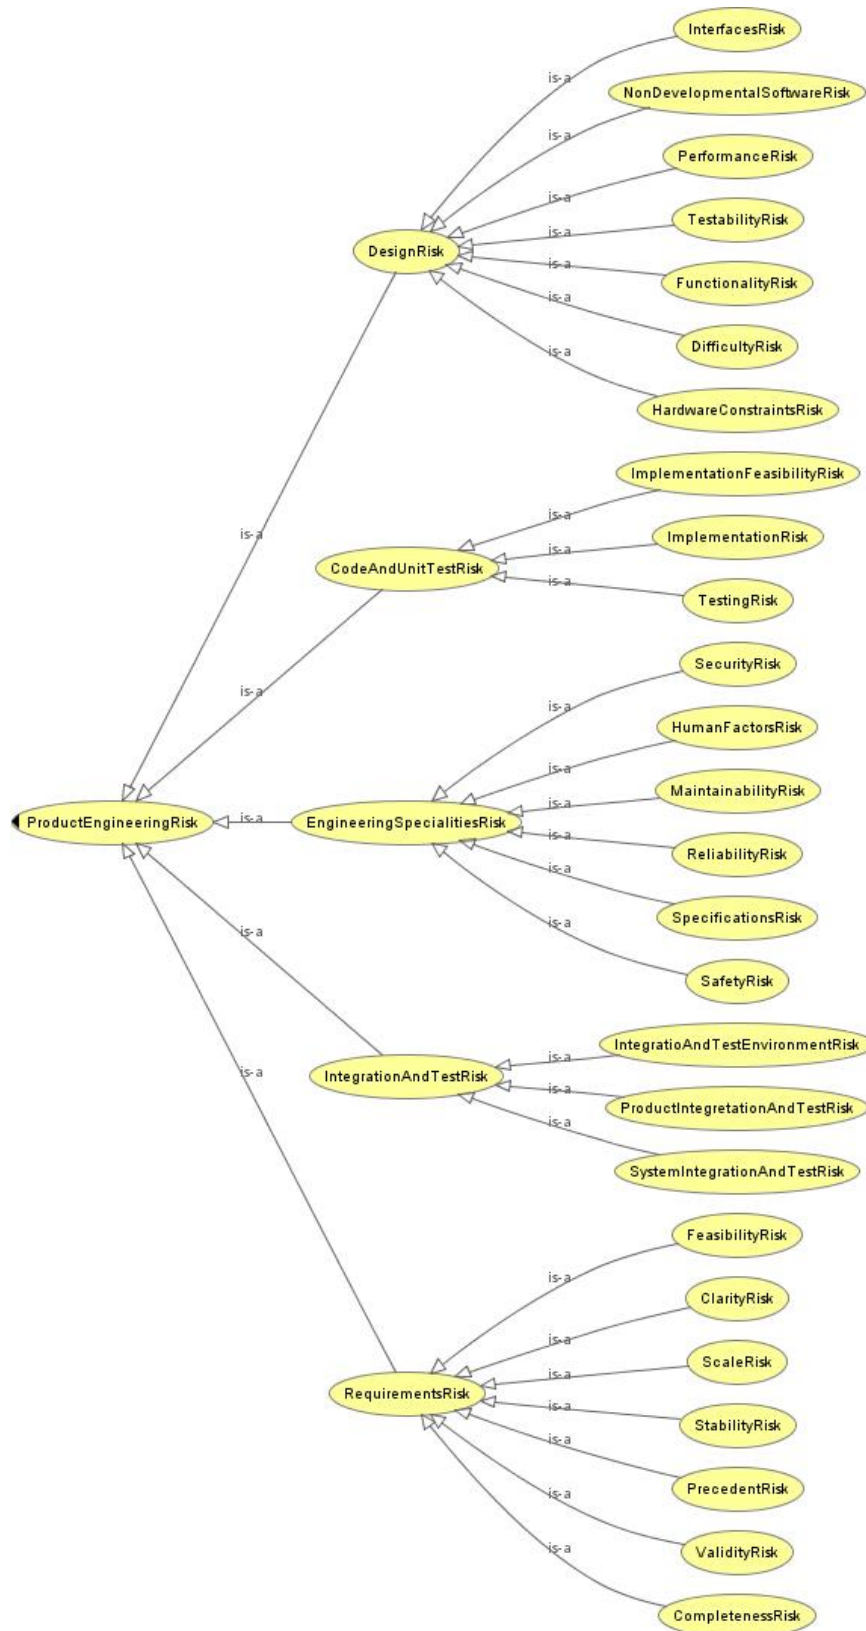 InterfacesRisk
is-a
NonDevelopmentalSoftwareRisk
is-a
PerformanceRisk
is-a
TestabilityRisk
is-a
DesignRisk
is-a
FunctionalityRisk
is-a
DifficultyRisk
is-a
HardwareConstraintsRisk
ImplementationFeasibilityRisk
is-a
is-a
ImplementationRisk
is-a
CodeAndUnitTestRisk
is-a
TestingRisk
SecurityRisk
is-a
is-a
HumanFactorsRisk
is-a
MaintainabilityRisk
is-a
ProductEngineeringRisk
is-a
EngineeringSpecialitiesRisk
is-a
ReliabilityRisk
is-a
SpecificationsRisk
is-a
is-a
SafetyRisk
IntegratioAndTestEnvironmentRisk
is-a
is-a
IntegrationAndTestRisk
is-a
ProductIntegretationAndTestRisk
is-a
SystemIntegrationAndTestRisk
FeasibilityRisk
is-a
ClarityRisk
is-a
ScaleRisk
is-a
RequirementsRisk
is-a
StabilityRisk
is-a
PrecedentRisk
is-a
ValidityRisk
is-a
CompletenessRisk